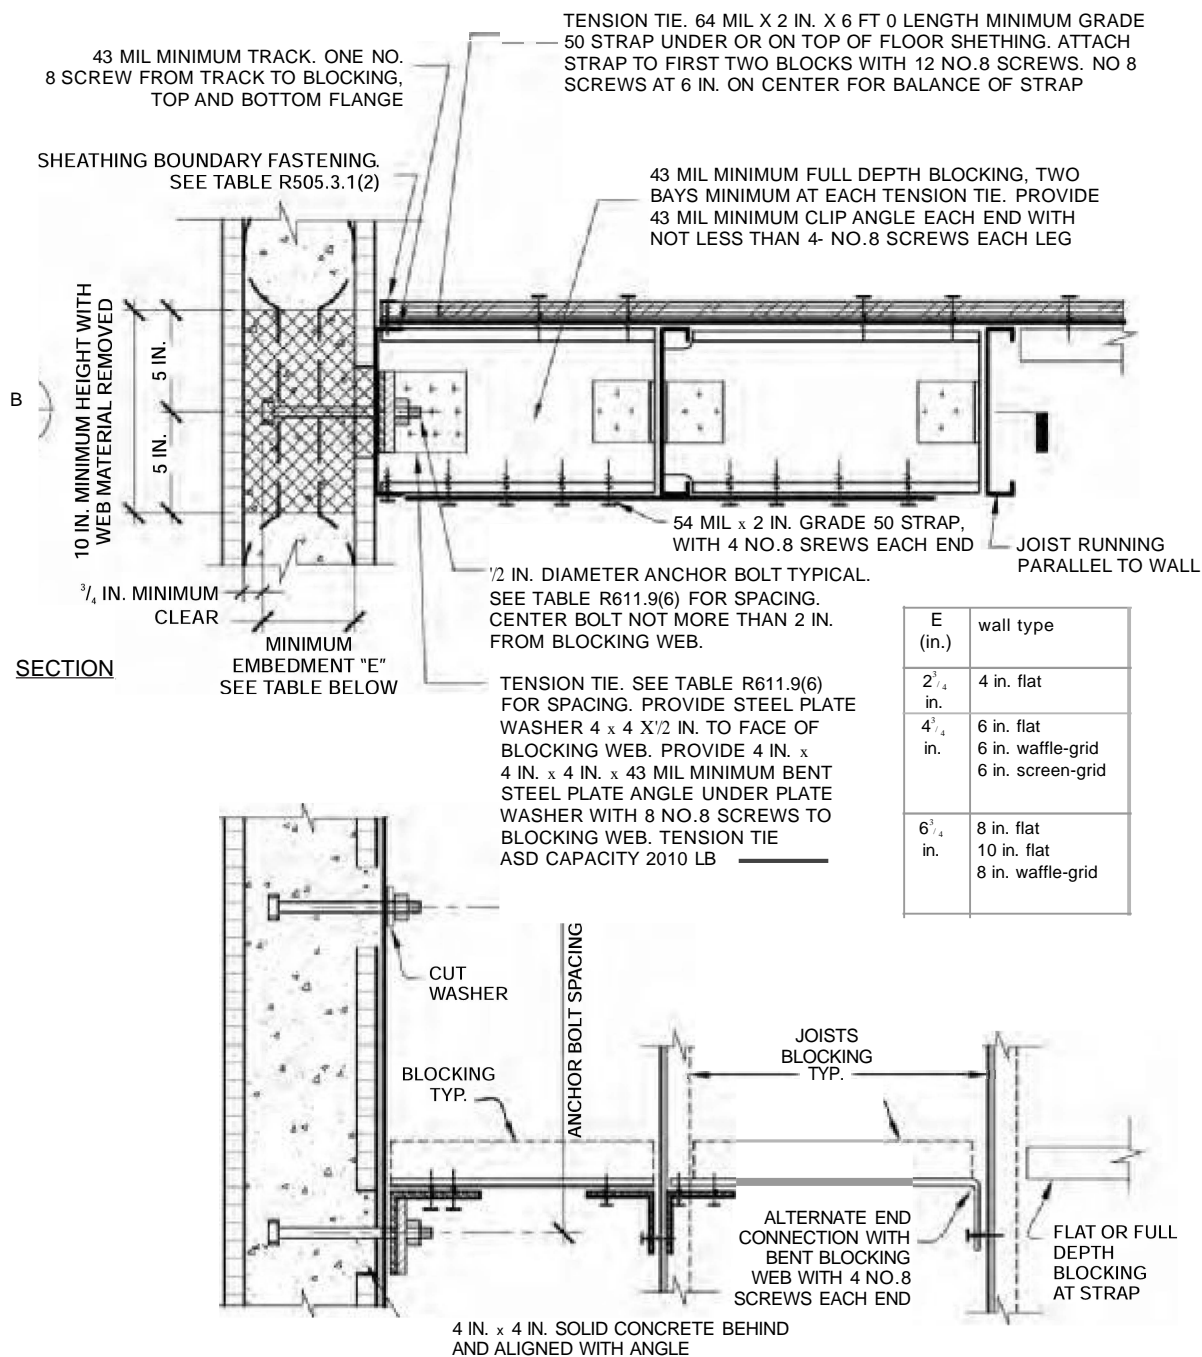 TENSION TIE. 64 MIL X 2 IN. X 6 FT 0 LENGTH MINIMUM GRADE
50 STRAP UNDER OR ON TOP OF FLOOR SHETHING. ATTACH
STRAP TO FIRST TWO BLOCKS WITH 12 NO.8 SCREWS. NO 8
SCREWS AT 6 IN. ON CENTER FOR BALANCE OF STRAP
43 MIL MINIMUM TRACK. ONE NO.
8 SCREW FROM TRACK TO BLOCKING,
TOP AND BOTTOM FLANGE
SHEATHING BOUNDARY FASTENING.
SEE TABLE R505.3.1(2)
43 MIL MINIMUM FULL DEPTH BLOCKING, TWO
BAYS MINIMUM AT EACH TENSION TIE. PROVIDE
43 MIL MINIMUM CLIP ANGLE EACH END WITH
NOT LESS THAN 4- NO.8 SCREWS EACH LEG
B
10 IN. MINIMUM HEIGHT WITH
WEB MATERIAL REMOVED
5 IN.
5 IN.
54 MIL x 2 IN. GRADE 50 STRAP,
WITH 4 NO.8 SREWS EACH END
JOIST RUNNING
PARALLEL TO WALL
3/4 IN. MINIMUM
CLEAR
MINIMUM
EMBEDMENT "E"
SEE TABLE BELOW
SECTION
'/2 IN. DIAMETER ANCHOR BOLT TYPICAL.
SEE TABLE R611.9(6) FOR SPACING.
CENTER BOLT NOT MORE THAN 2 IN.
FROM BLOCKING WEB.
TENSION TIE. SEE TABLE R611.9(6)
FOR SPACING. PROVIDE STEEL PLATE
WASHER 4 x 4 X'/2 IN. TO FACE OF
BLOCKING WEB. PROVIDE 4 IN. x
4 IN. x 4 IN. x 43 MIL MINIMUM BENT
STEEL PLATE ANGLE UNDER PLATE
WASHER WITH 8 NO.8 SCREWS TO
BLOCKING WEB. TENSION TIE
ASD CAPACITY 2010 LB
E (in.) wall type
2 3/4 in. 4 in. flat
4 3/4 in. 6 in. flat
6 in. waffle-grid
6 in. screen-grid
6 3/4 in. 8 in. flat
10 in. flat
8 in. waffle-grid
CUT
WASHER
ANCHOR BOLT SPACING
BLOCKING
TYP.
JOISTS
BLOCKING
TYP.
ALTERNATE END
CONNECTION WITH
BENT BLOCKING
WEB WITH 4 NO.8
SCREWS EACH END
FLAT OR FULL
DEPTH
BLOCKING
AT STRAP
4 IN. x 4 IN. SOLID CONCRETE BEHIND
AND ALIGNED WITH ANGLE